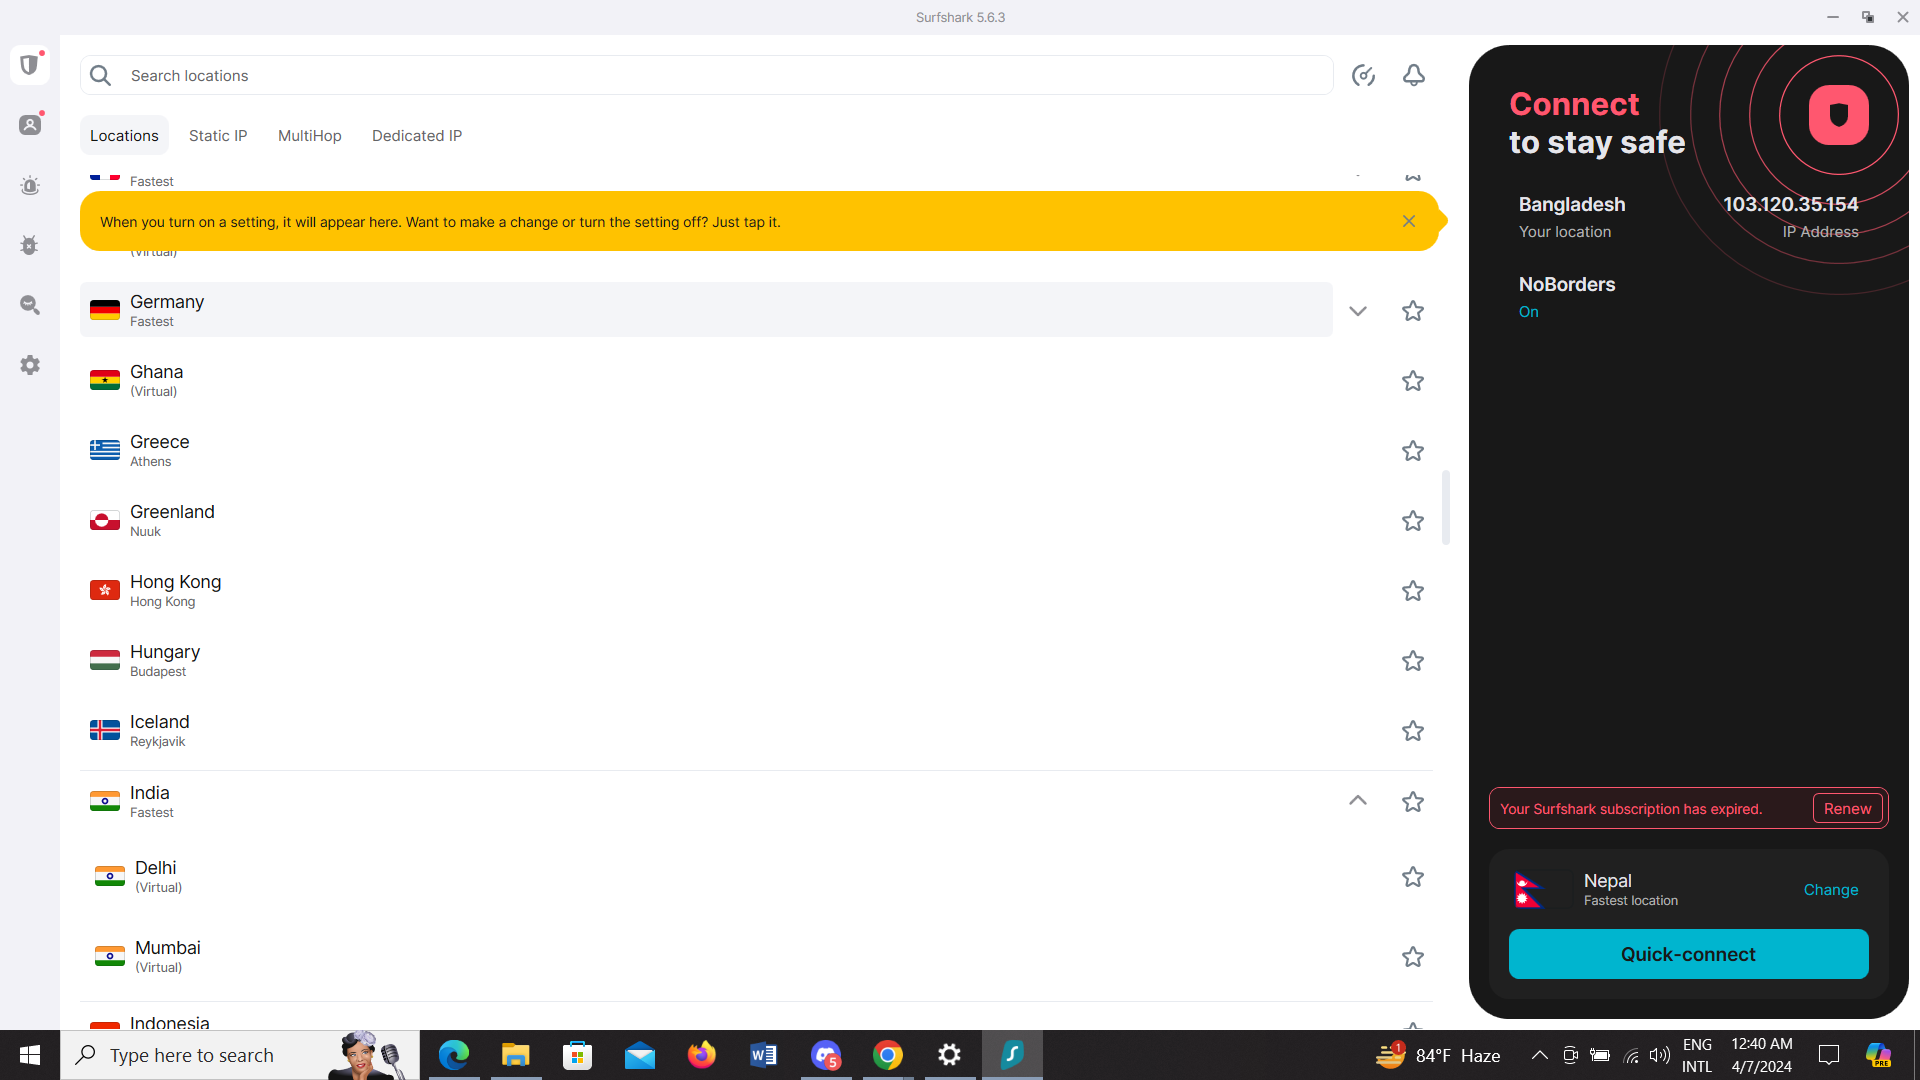 Surfshark 5.6.3
Search locations
Locations
Static IP
MultiHop
Dedicated IP
Fastest
When you turn on a setting, it will appear here. Want to make a change or turn the setting off? Just tap it.
(Virtual)
Germany
Fastest
Ghana
(Virtual)
Greece
Athens
Greenland
Nuuk
Hong Kong
Hong Kong
Hungary
Budapest
Iceland
Reykjavik
India
Fastest
Delhi
(Virtual)
Mumbai
(Virtual)
Indonesia
Connect
to stay safe
Bangladesh
103.120.35.154
Your location
IP Address
NoBorders
On
Your Surfshark subscription has expired.
Renew
Nepal
Fastest location
Change
Quick-connect
Type here to search
5
1
84°F Haze
ENG
INTL
12:40 AM
4/7/2024
PRE